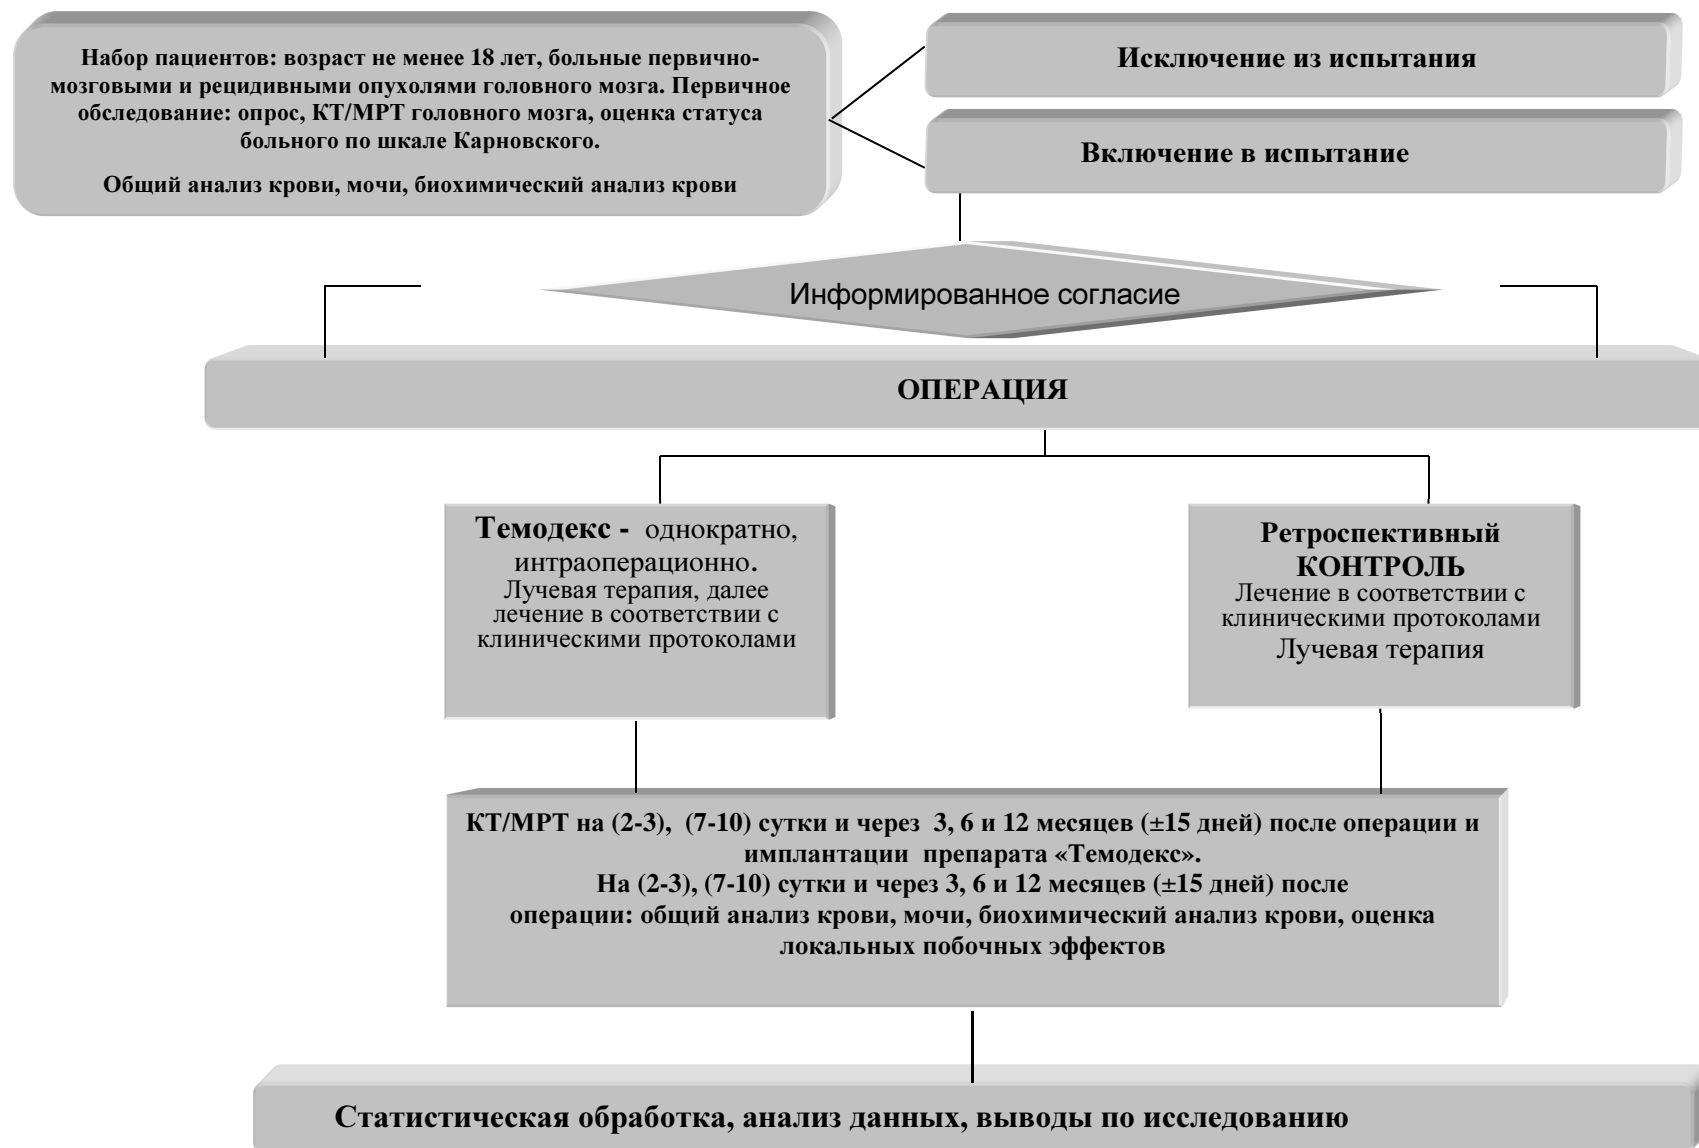 Набор пациентов: возраст не менее 18 лет, больные первично-
мозговыми и рецидивными опухолями головного мозга. Первичное
обследование: опрос, КТ/МРТ головного мозга, оценка статуса
больного по шкале Карновского.
Общий анализ крови, мочи, биохимический анализ крови
Исключение из испытания
Включение в испытание
Информированное согласие
ОПЕРАЦИЯ
Темодекс - однократно,
интраоперационно.
Лучевая терапия, далее
лечение в соответствии с
клиническими протоколами
Ретроспективный
КОНТРОЛЬ
Лечение в соответствии с
клиническими протоколами
Лучевая терапия
КТ/МРТ на (2-3), (7-10) сутки и через 3, 6 и 12 месяцев (±15 дней) после операции и
имплантации препарата «Темодекс».
На (2-3), (7-10) сутки и через 3, 6 и 12 месяцев (±15 дней) после
операции: общий анализ крови, мочи, биохимический анализ крови, оценка
локальных побочных эффектов
Статистическая обработка, анализ данных, выводы по исследованию